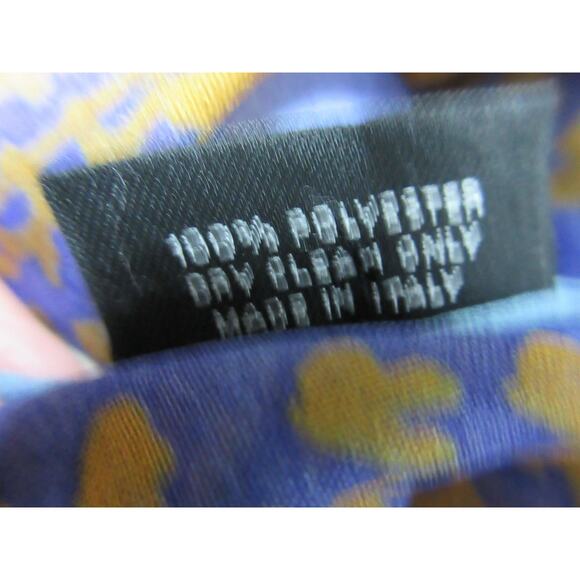 100% POLYESTER
DRY CLEAN ONLY
MADE IN ITALY